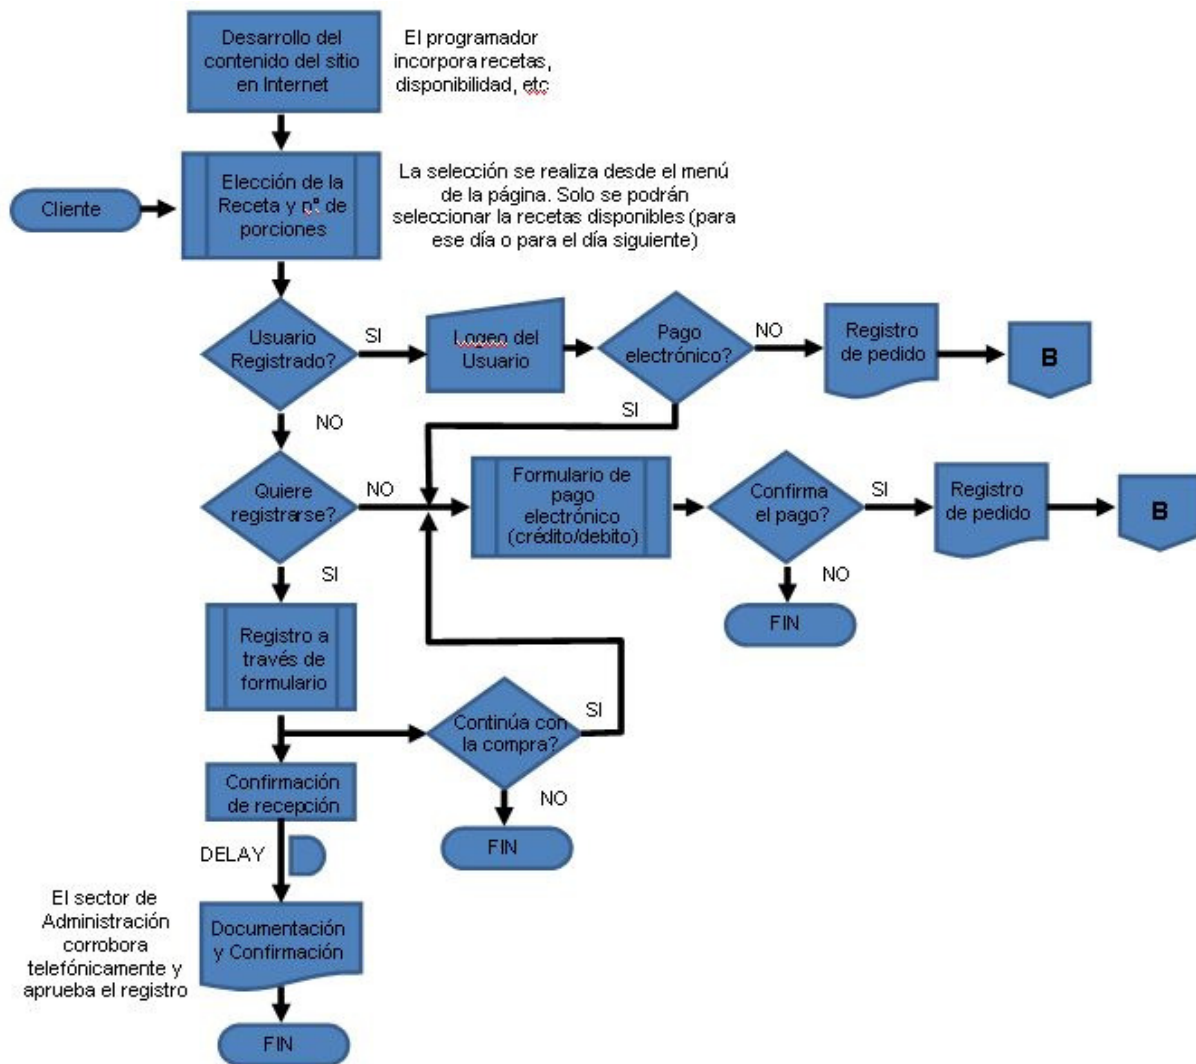 Desarrollo del
contenido del sitio
en Internet
El programador
incorpora recetas,
disponibilidad, etc
Cliente
Elección de la
Receta y nº de
porciones
La selección se realiza desde el menú
de la página. Solo se podrán
seleccionar la recetas disponibles (para
ese día o para el día siguiente)
Usuario
Registrado?
SI
Logeo del
Usuario
Pago
electrónico?
NO
Registro
de pedido
B
NO
SI
Quiere
registrarse?
NO
Formulario de
pago
electrónico
(crédito/debito)
Confirma
el pago?
SI
Registro
de pedido
B
SI
NO
FIN
Registro a
través de
formulario
Continúa con
la compra?
SI
Confirmación
de recepción
NO
FIN
DELAY
El sector de
Administración
corrobora
telefónicamente y
aprueba el registro
Documentación
y Confirmación
FIN